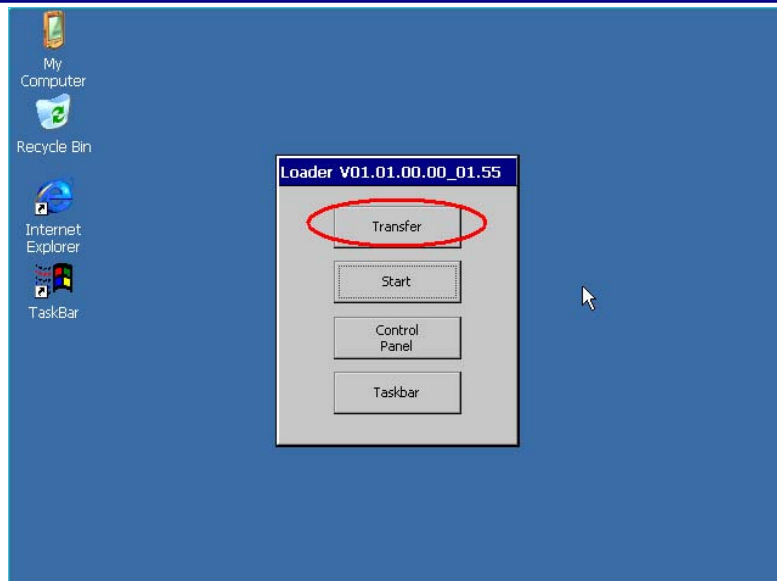 My
Computer
Recycle Bin
Internet
Explorer
TaskBar
Loader V01.01.00.00_01.55
Transfer
Start
Control
Panel
Taskbar